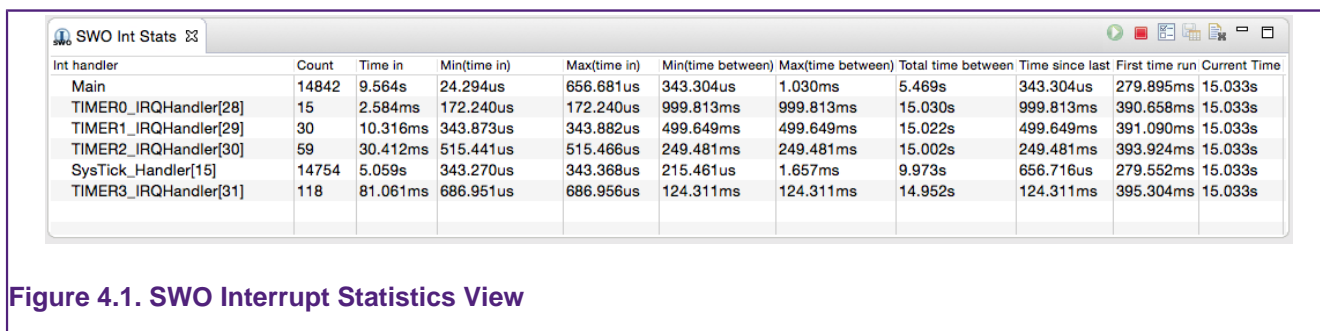 SWO SWO Int Stats
Int handler Count Time in Min(time in) Max(time in) Min(time between) Max(time between) Total time between Time since last First time run Current Time
Main 14842 9.564s 24.294us 656.681us 343.304us 1.030ms 5.469s 343.304us 279.895ms 15.033s
TIMER0_IRQHandler[28] 15 2.584ms 172.240us 172.240us 999.813ms 999.813ms 15.030s 999.813ms 390.658ms 15.033s
TIMER1_IRQHandler[29] 30 10.316ms 343.873us 343.882us 499.649ms 499.649ms 15.022s 499.649ms 391.090ms 15.033s
TIMER2_IRQHandler[30] 59 30.412ms 515.441us 515.466us 249.481ms 249.481ms 15.002s 249.481ms 393.924ms 15.033s
SysTick_Handler[15] 14754 5.059s 343.270us 343.368us 215.461us 1.657ms 9.973s 656.716us 279.552ms 15.033s
TIMER3_IRQHandler[31] 118 81.061ms 686.951us 686.956us 124.311ms 124.311ms 14.952s 124.311ms 395.304ms 15.033s
Figure 4.1. SWO Interrupt Statistics View